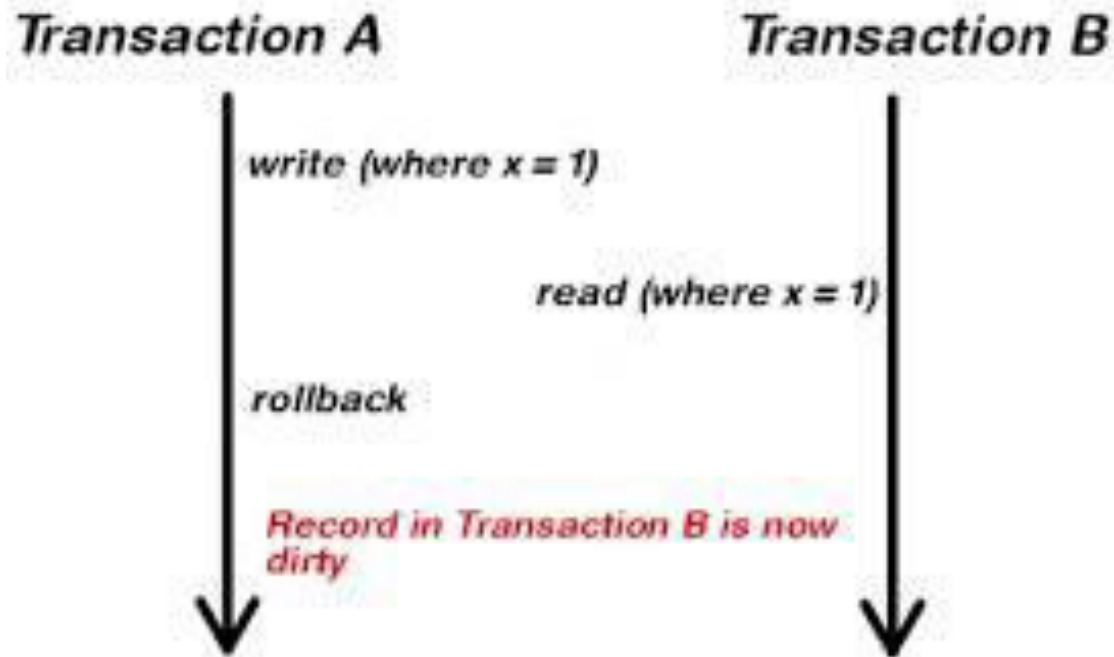 Transaction A
Transaction B
write (where x = 1)
read (where x = 1)
rollback
Record in Transaction B is now
dirty